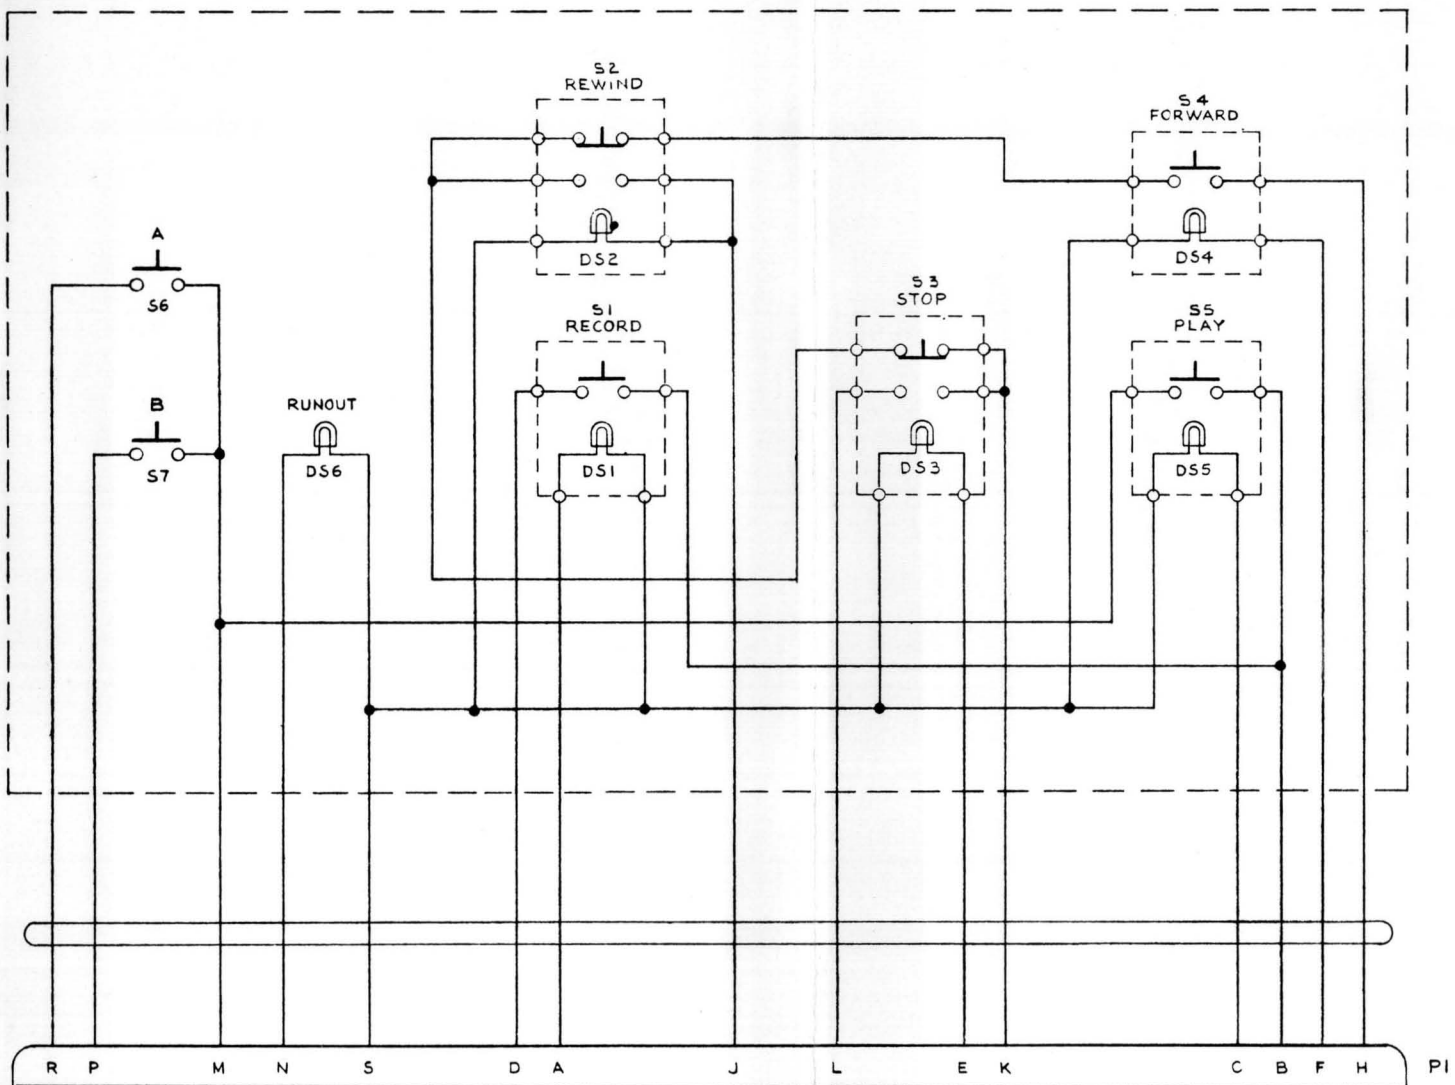 S2
REWIND
S4
FORWARD
A
S6
DS2
DS4
S3
STOP
S1
RECORD
S5
PLAY
B
S7
RUNOUT
DS6
DS1
DS3
DS5
R P M N S D A J L E K C B F H P1